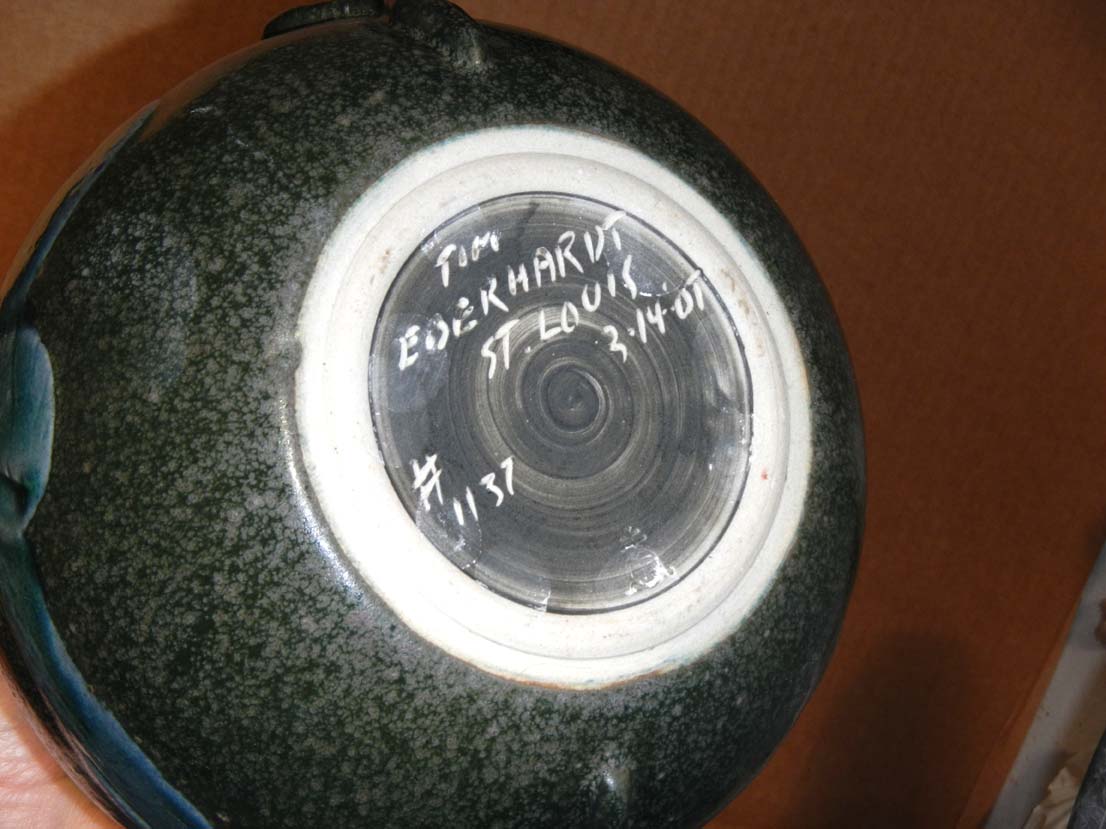 TOM
EBERHARDT
ST. LOUIS
3·14·07
#
1137